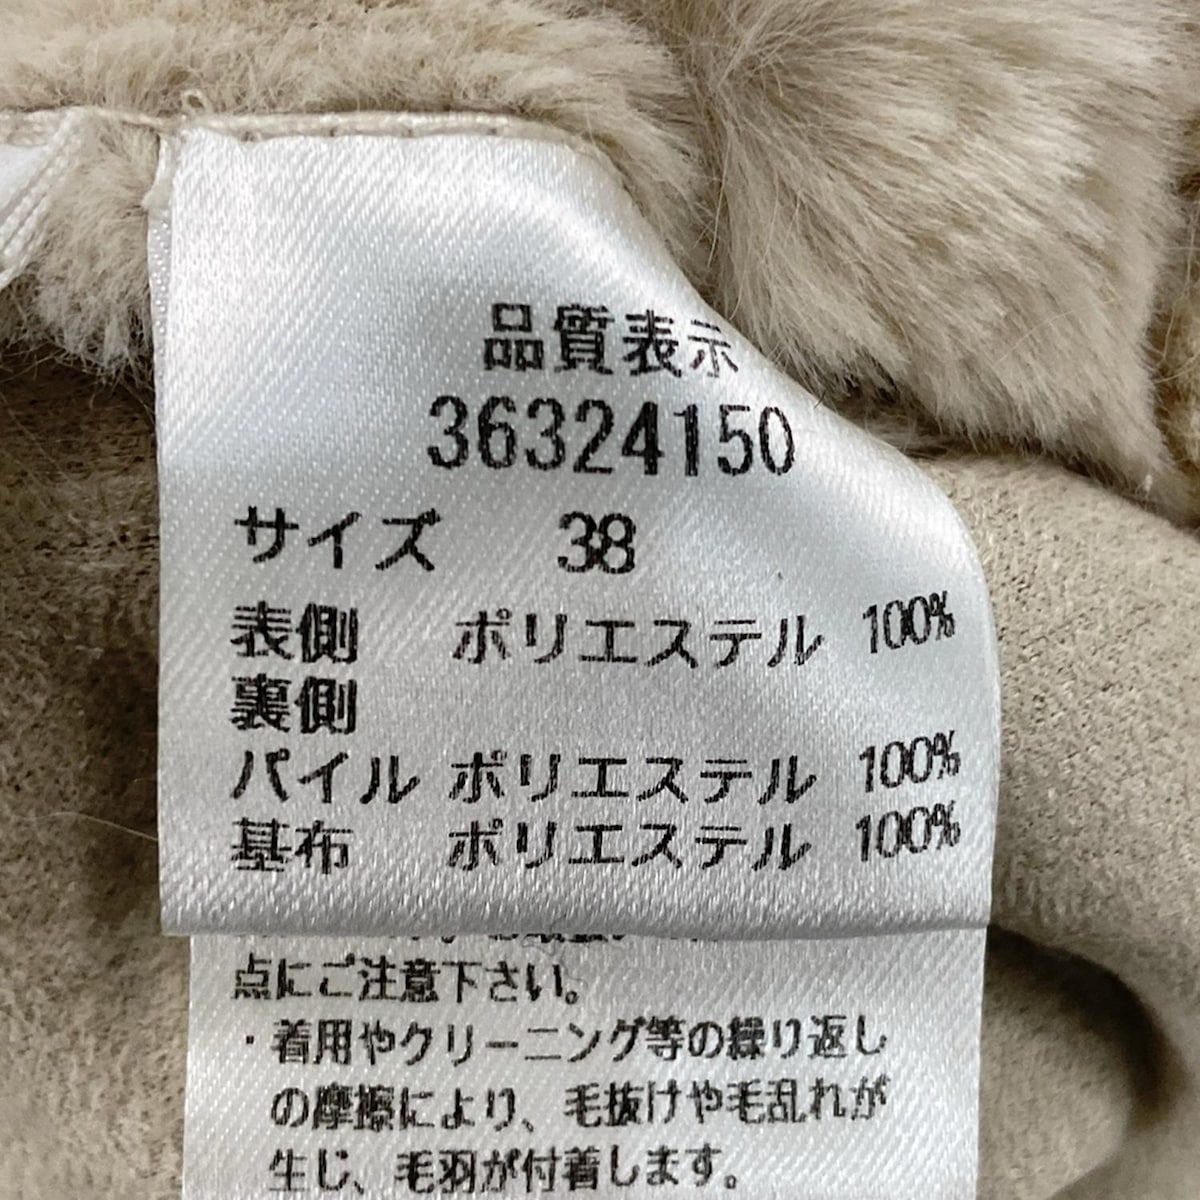 品質表示
36324150
サイズ 38
表側 ポリエステル 100%
裏側
パイル ポリエステル 100%
基布 ポリエステル 100%
点にご注意下さい。
・着用やクリーニング等の繰り返し
の摩擦により、毛抜けや毛乱れが
生じ、毛羽が付着します。